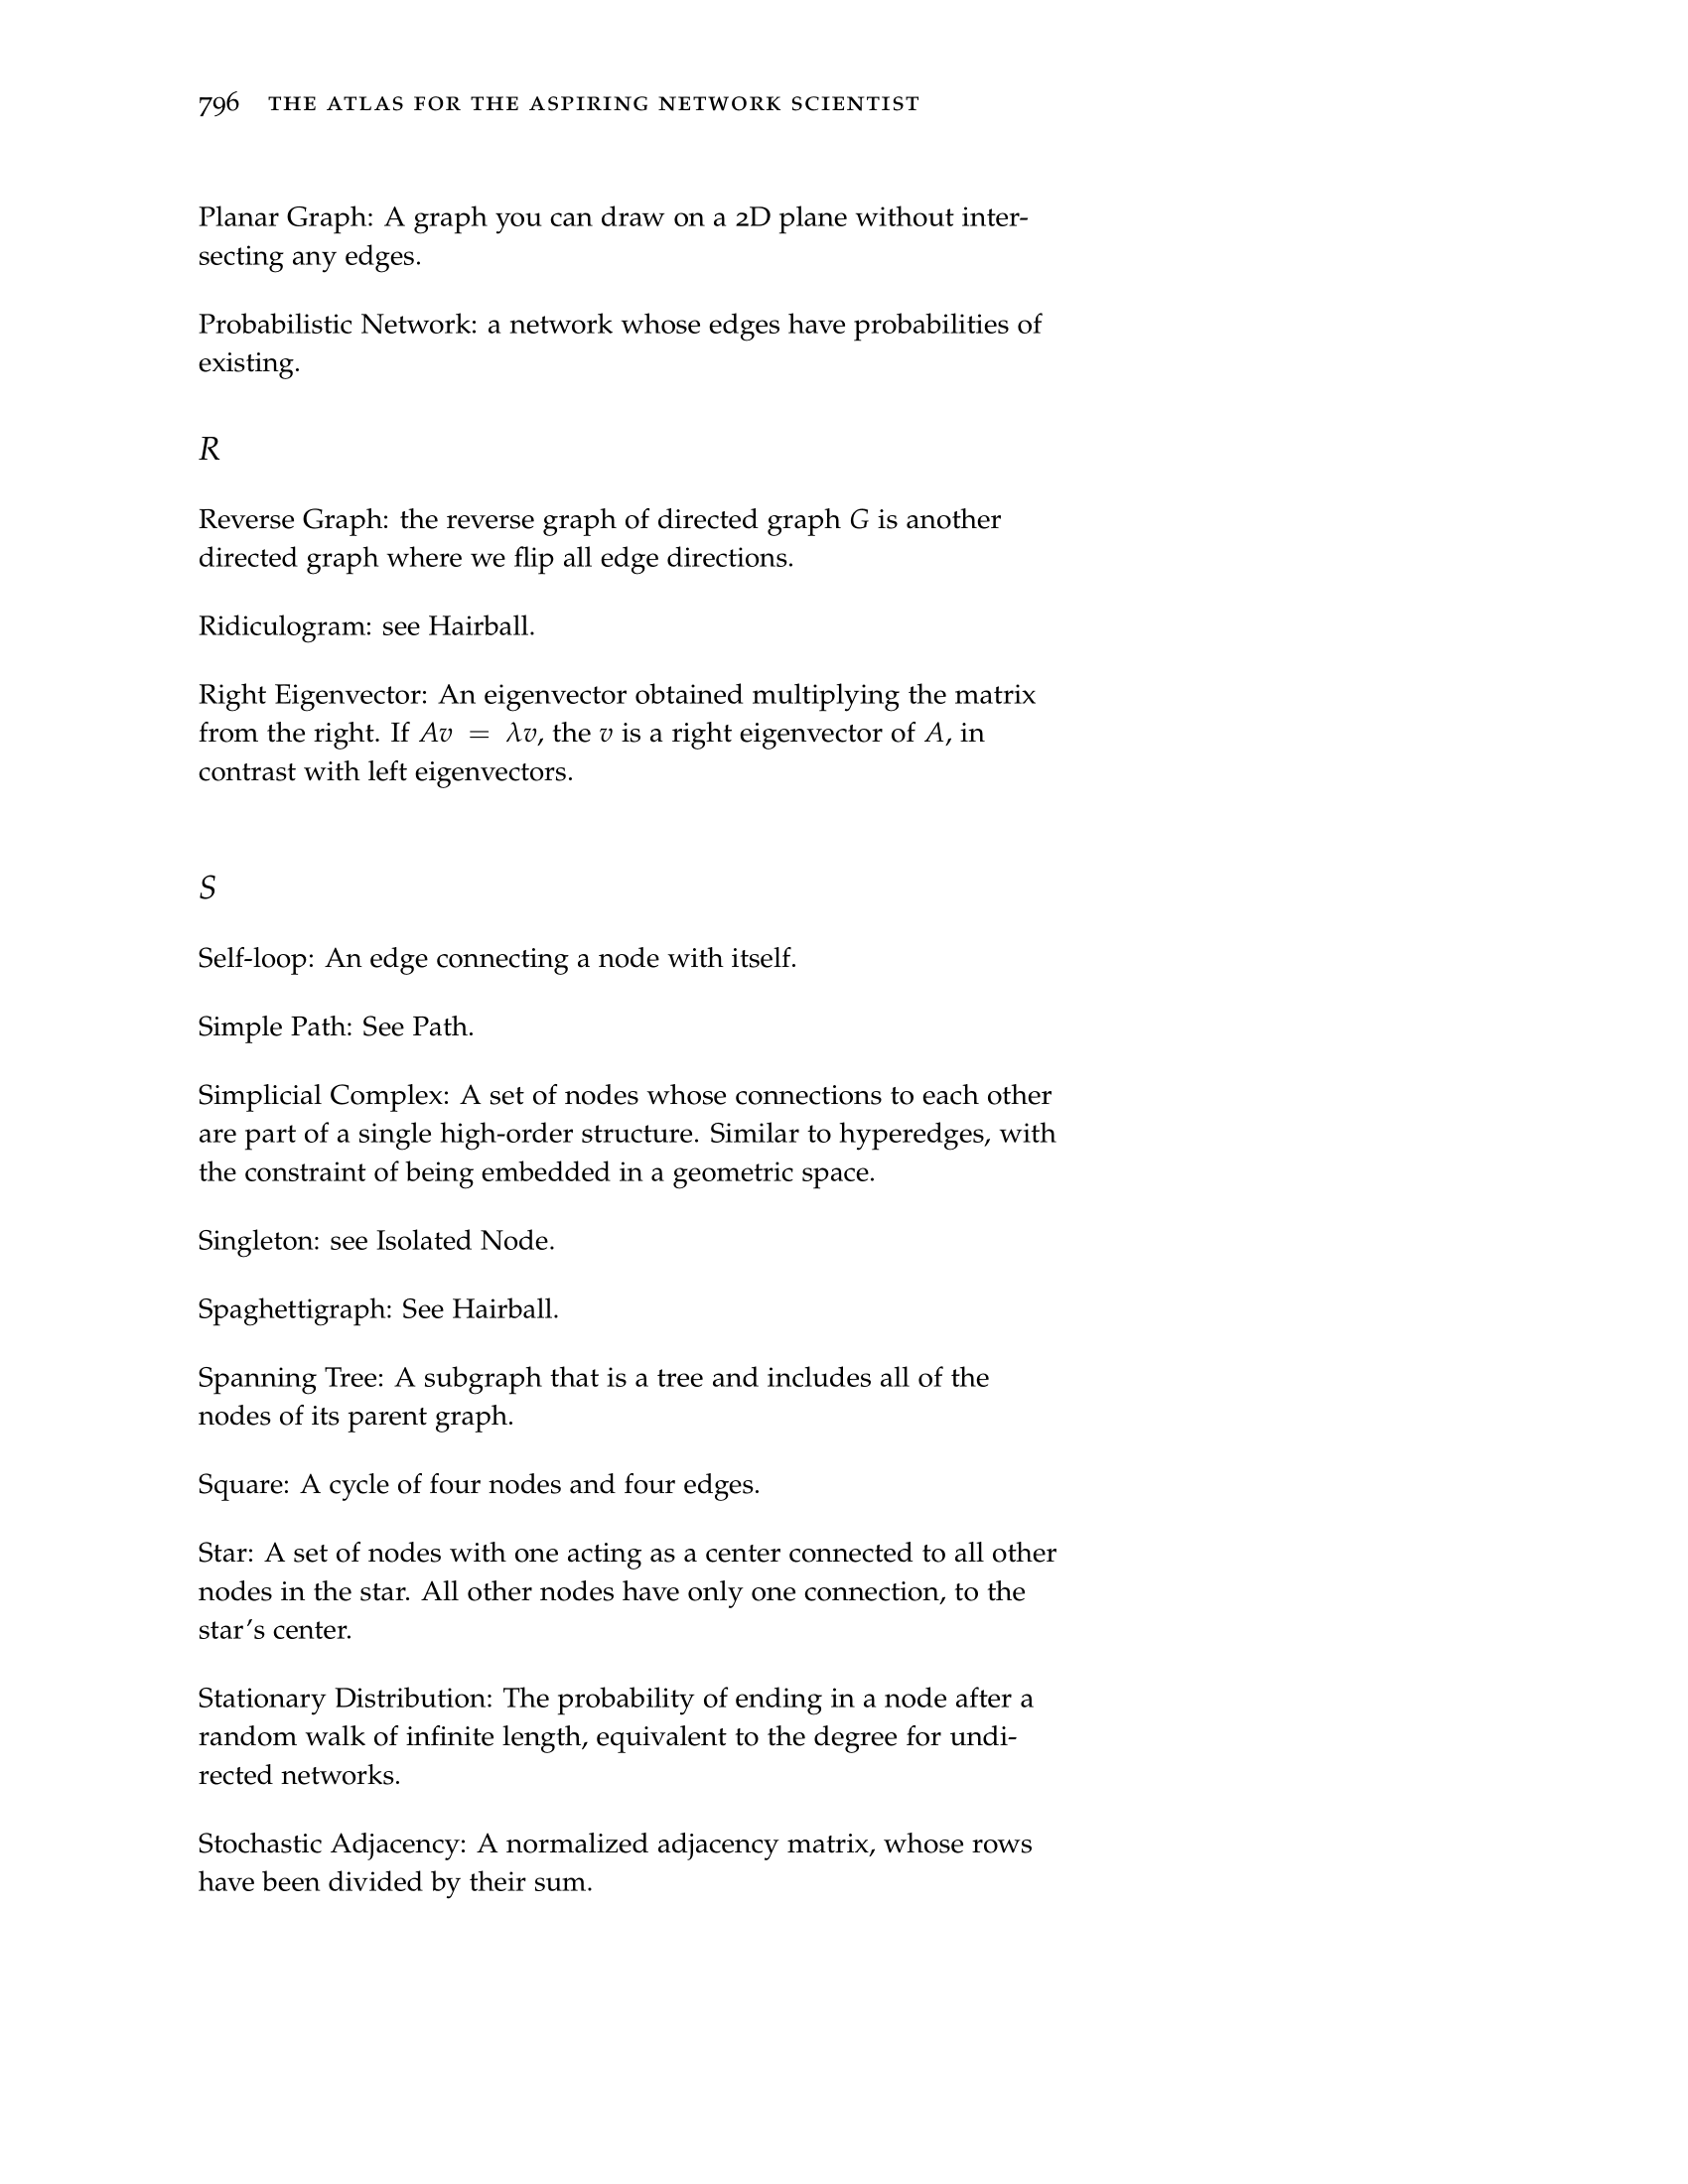 796 THE ATLAS FOR THE ASPIRING NETWORK SCIENTIST
Planar Graph: A graph you can draw on a 2D plane without inter-
secting any edges.
Probabilistic Network: a network whose edges have probabilities of
existing.
R
Reverse Graph: the reverse graph of directed graph G is another
directed graph where we flip all edge directions.
Ridiculogram: see Hairball.
Right Eigenvector: An eigenvector obtained multiplying the matrix
from the right. If Av = λv, the v is a right eigenvector of A, in
contrast with left eigenvectors.
S
Self-loop: An edge connecting a node with itself.
Simple Path: See Path.
Simplicial Complex: A set of nodes whose connections to each other
are part of a single high-order structure. Similar to hyperedges, with
the constraint of being embedded in a geometric space.
Singleton: see Isolated Node.
Spaghettigraph: See Hairball.
Spanning Tree: A subgraph that is a tree and includes all of the
nodes of its parent graph.
Square: A cycle of four nodes and four edges.
Star: A set of nodes with one acting as a center connected to all other
nodes in the star. All other nodes have only one connection, to the
star's center.
Stationary Distribution: The probability of ending in a node after a
random walk of infinite length, equivalent to the degree for undi-
rected networks.
Stochastic Adjacency: A normalized adjacency matrix, whose rows
have been divided by their sum.